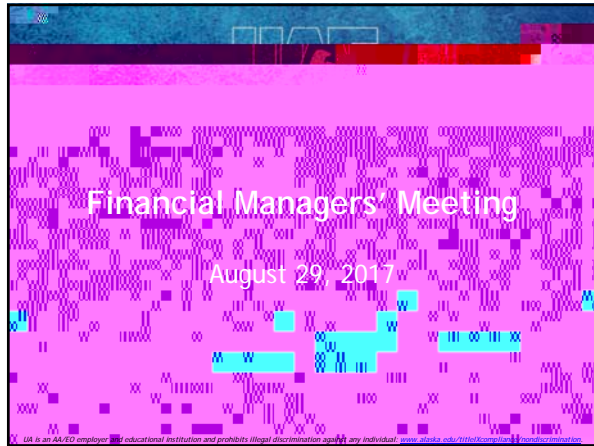 Financial Managers' Meeting
August 29, 2017
UA is an AA/EO employer and educational institution and prohibits illegal discrimination against any individual: www.alaska.edu/titleIXcompliance/nondiscrimination.